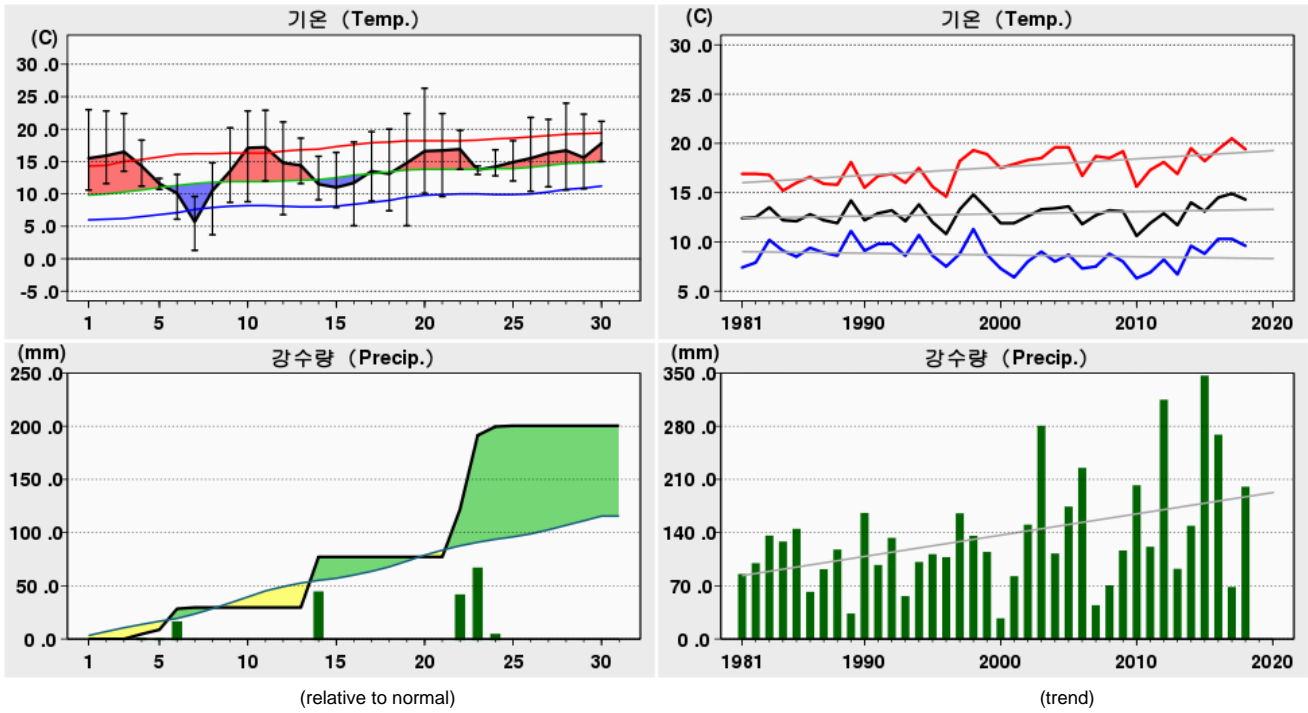 기온 (Temp.)
(C)
30 .0
25 .0
20 .0
15 .0
10 .0
5 .0
0 .0
-5 .0
1 5 10 15 20 25 30
기온 (Temp.)
(C)
30 .0
25 .0
20 .0
15 .0
10 .0
5 .0
1981 1990 2000 2010 2020
강수량 (Precip.)
(mm)
250 .0
200 .0
150 .0
100 .0
50 .0
0 .0
1 5 10 15 20 25 30
(relative to normal)
강수량 (Precip.)
(mm)
350 .0
280 .0
210 .0
140 .0
70 .0
0 .0
1981 1990 2000 2010 2020
(trend)